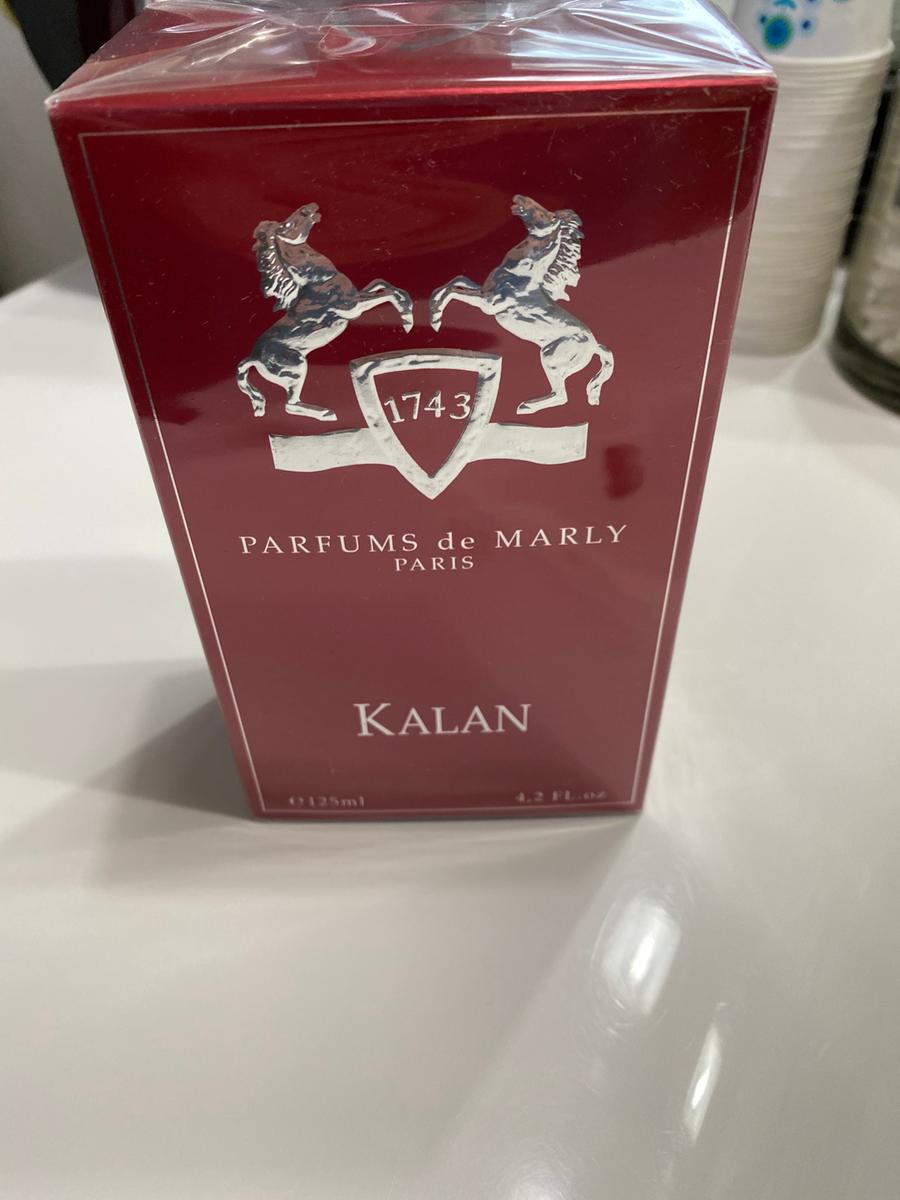 1743
PARFUMS de MARLY
PARIS
KALAN
℮125ml 4,2 FL.oz